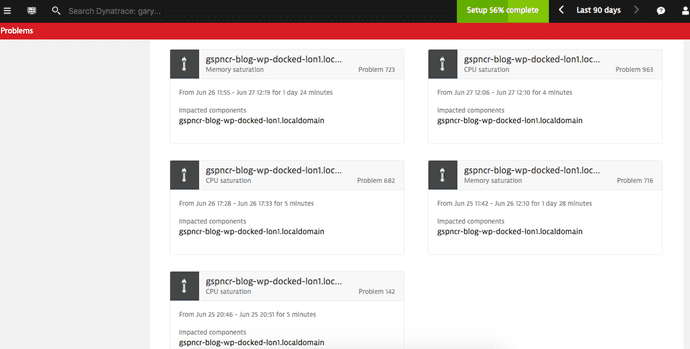 Search Dynatrace: gary...
Setup 56% complete
Last 90 days
Problems
gspncr-blog-wp-docked-lon1.loc...
Memory saturation
Problem 723
From Jun 26 11:55 - Jun 27 12:19 for 1 day 24 minutes
Impacted components
gspncr-blog-wp-docked-lon1.localdomain
gspncr-blog-wp-docked-lon1.loc...
CPU saturation
Problem 963
From Jun 27 12:06 - Jun 27 12:10 for 4 minutes
Impacted components
gspncr-blog-wp-docked-lon1.localdomain
gspncr-blog-wp-docked-lon1.loc...
CPU saturation
Problem 682
From Jun 26 17:28 - Jun 26 17:33 for 5 minutes
Impacted components
gspncr-blog-wp-docked-lon1.localdomain
gspncr-blog-wp-docked-lon1.loc...
Memory saturation
Problem 716
From Jun 25 11:42 - Jun 26 12:10 for 1 day 28 minutes
Impacted components
gspncr-blog-wp-docked-lon1.localdomain
gspncr-blog-wp-docked-lon1.loc...
CPU saturation
Problem 142
From Jun 25 20:46 - Jun 25 20:51 for 5 minutes
Impacted components
gspncr-blog-wp-docked-lon1.localdomain